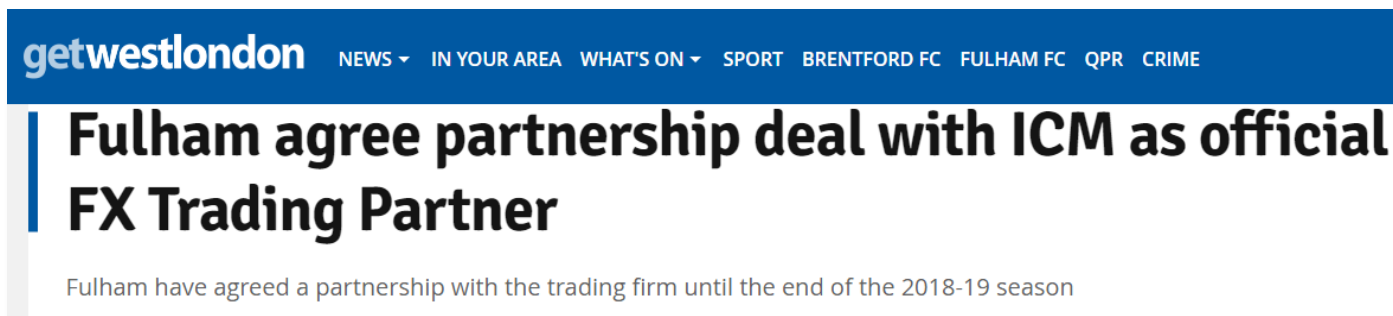 getwestlondon NEWS IN YOUR AREA WHAT'S ON SPORT BRENTFORD FC FULHAM FC QPR CRIME
Fulham agree partnership deal with ICM as official
FX Trading Partner
Fulham have agreed a partnership with the trading firm until the end of the 2018-19 season